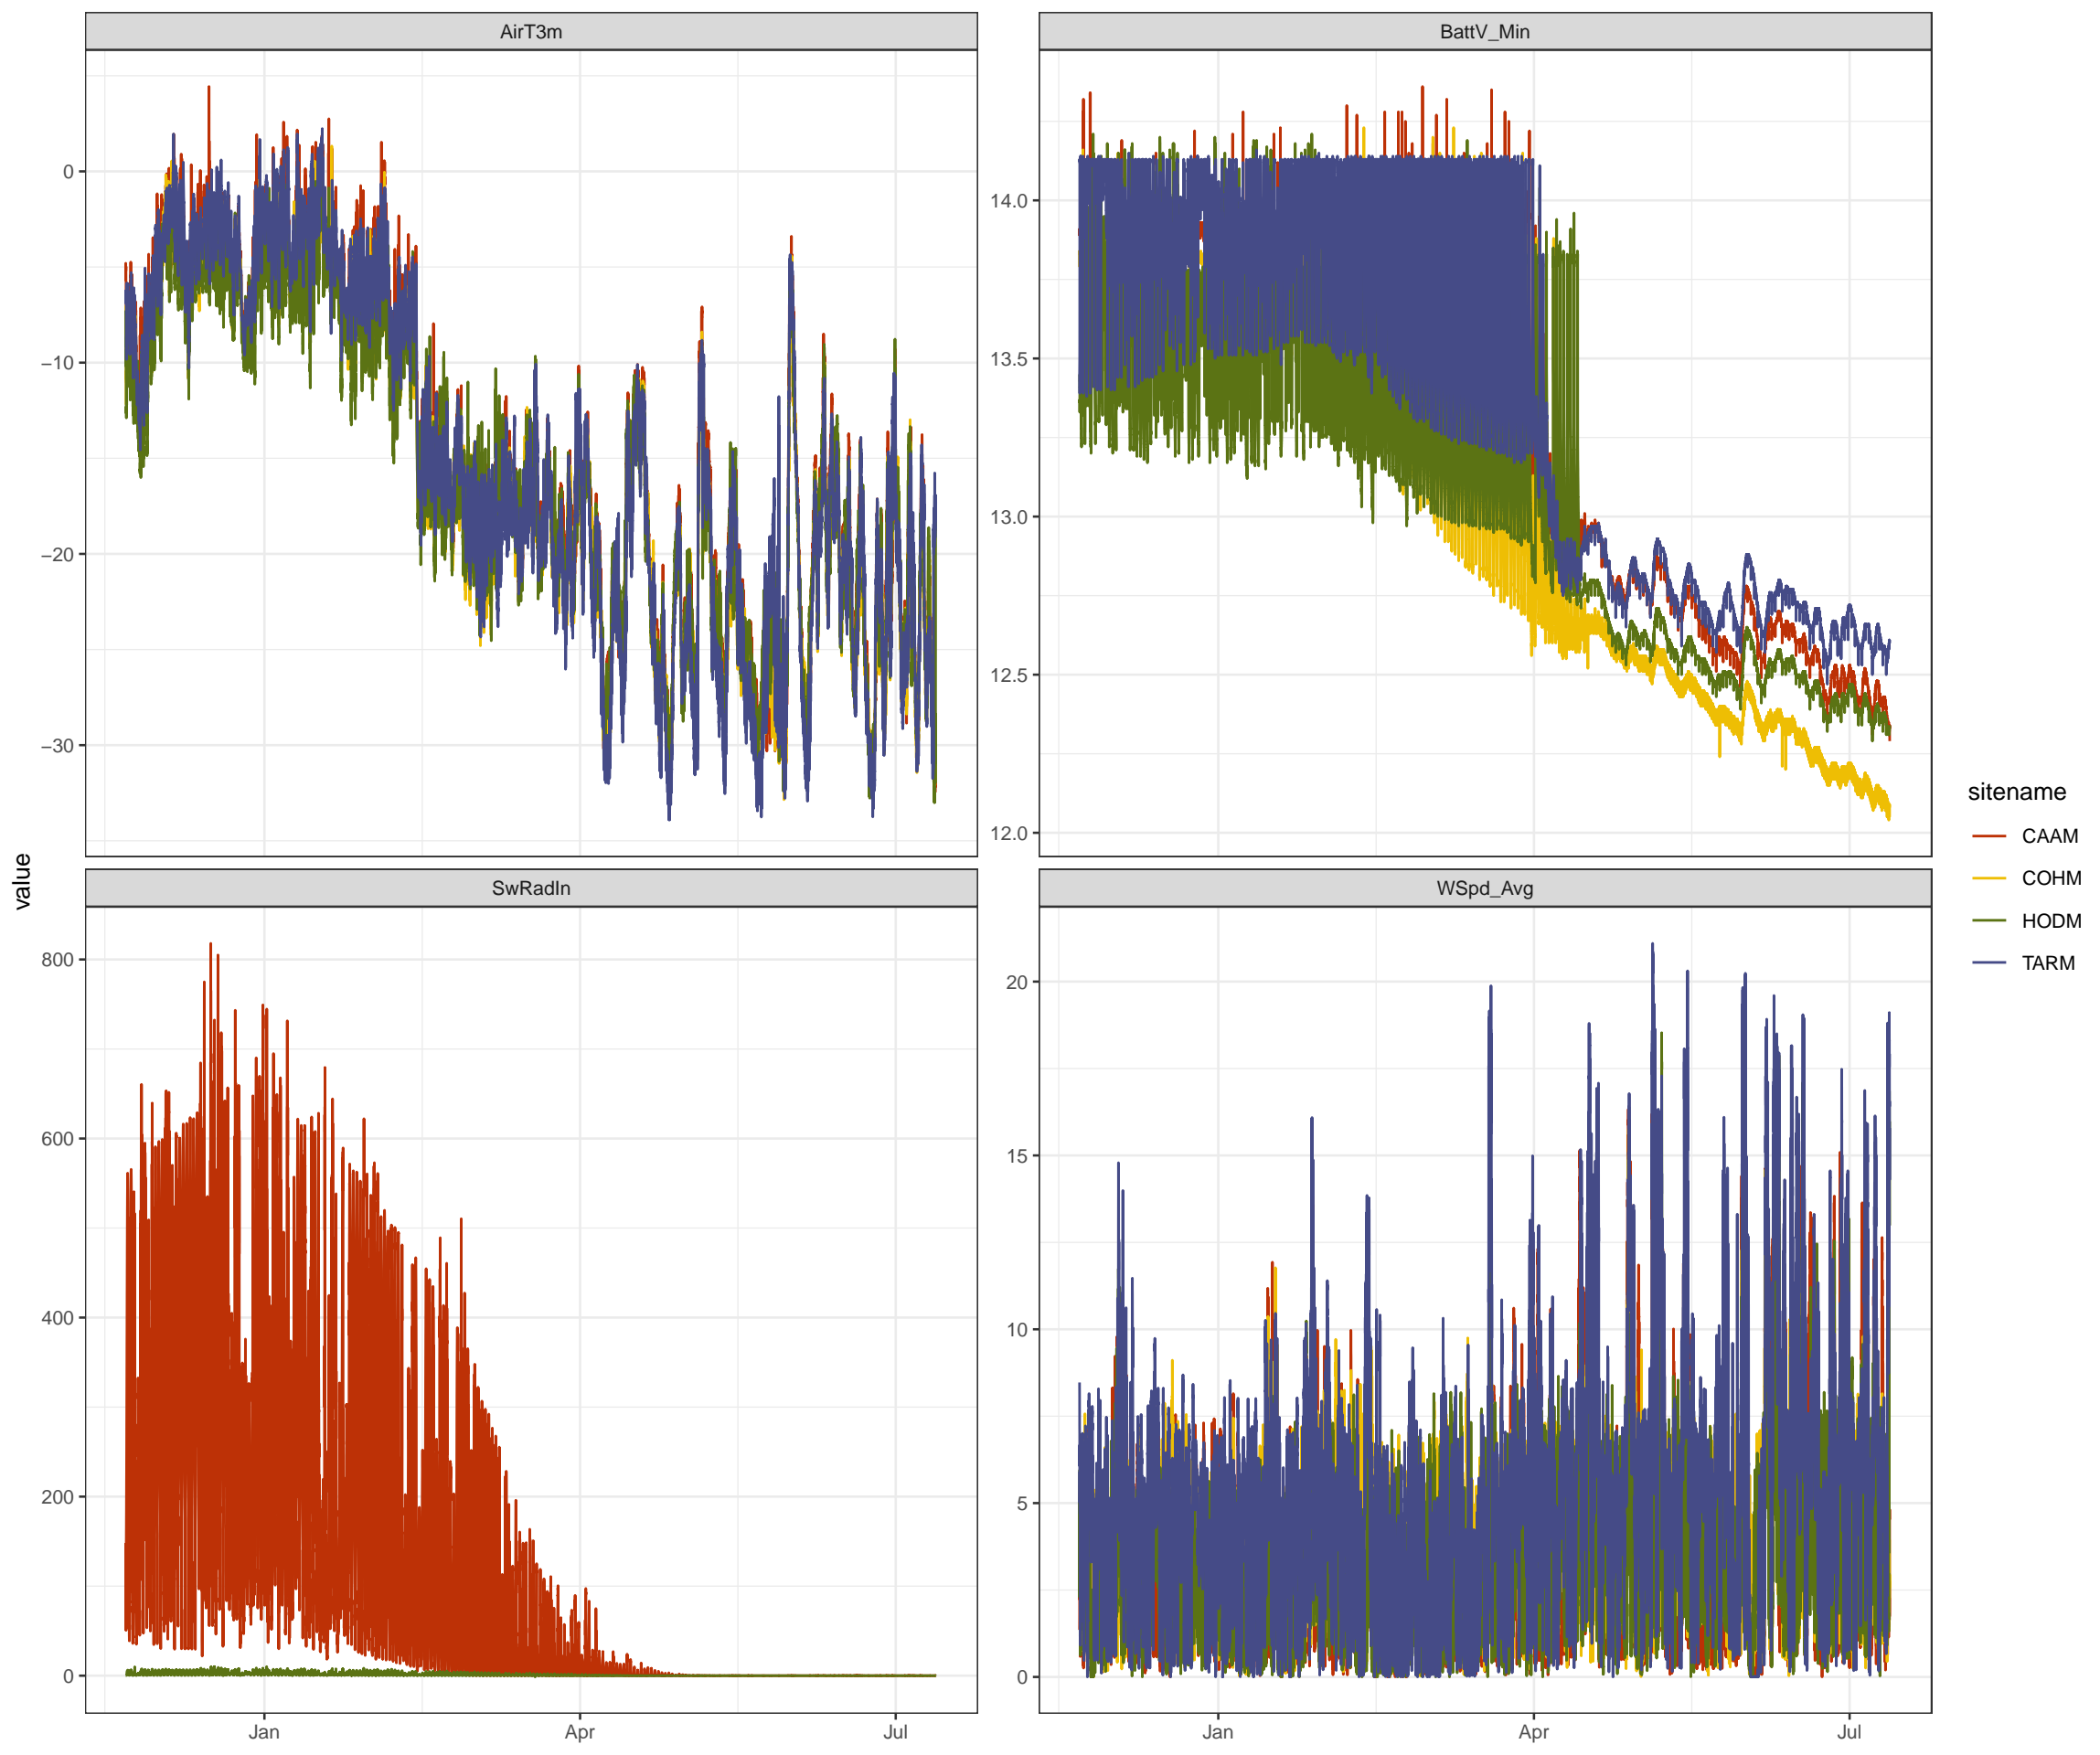 AirT3m
BattV_Min
0
−10
−20
−30
14.0
13.5
13.0
12.5
12.0
SwRadIn
WSpd_Avg
800
600
400
200
0
20
15
10
5
0
Jan
Apr
Jul
Jan
Apr
Jul
value
sitename
CAAM
COHM
HODM
TARM